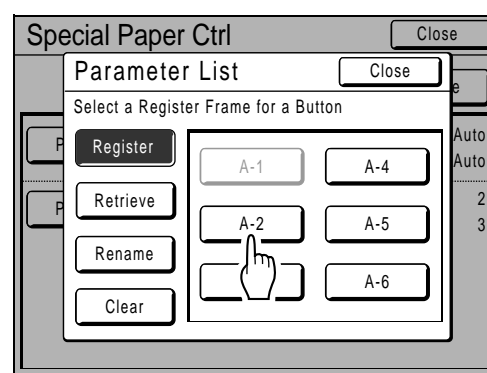 Special Paper Ctrl Close
Parameter List Close
e
Select a Register Frame for a Button
P Register Auto
A-1 A-4 Auto
P Retrieve 2
A-2 A-5 3
Rename
A-6
Clear